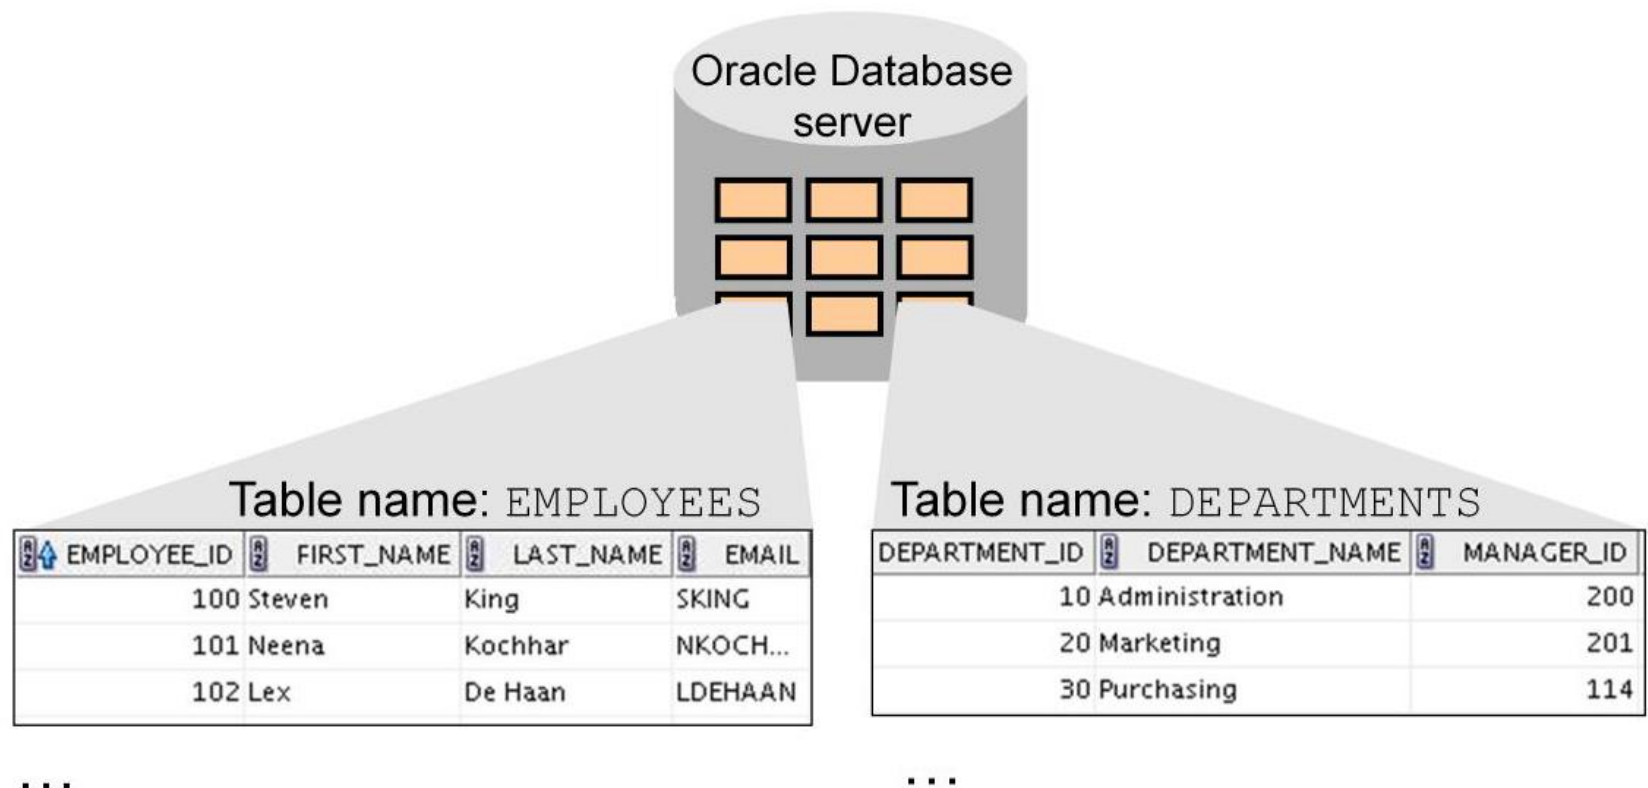 Oracle Database
server
Table name: EMPLOYEES
EMPLOYEE_ID FIRST_NAME LAST_NAME EMAIL
100 Steven King SKING
101 Neena Kochhar NKOCH...
102 Lex De Haan LDEHAAN
...
Table name: DEPARTMENTS
DEPARTMENT_ID DEPARTMENT_NAME MANAGER_ID
10 Administration 200
20 Marketing 201
30 Purchasing 114
...